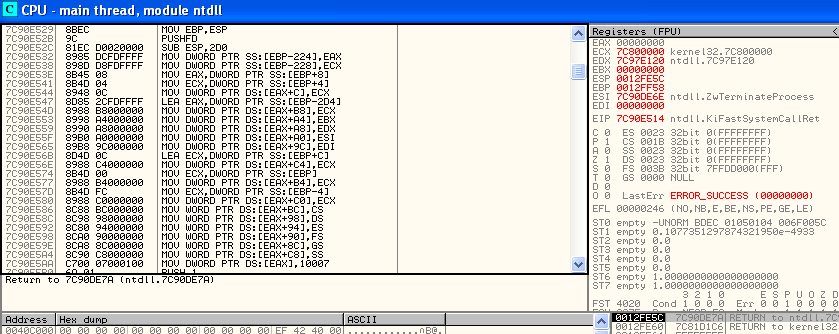 CPU - main thread, module ntdll
7C90E529 8BEC MOV EBP,ESP
7C90E52B 9C PUSHFD
7C90E52C 81EC D0020000 SUB ESP,2D0
7C90E532 8985 DCFDFFFF MOV DWORD PTR SS:[EBP-224],EAX
7C90E538 898D D8FDFFFF MOV DWORD PTR SS:[EBP-228],ECX
7C90E53E 8B45 08 MOV EAX,DWORD PTR SS:[EBP+8]
7C90E541 8B4D 04 MOV ECX,DWORD PTR SS:[EBP+4]
7C90E544 8948 0C MOV DWORD PTR DS:[EAX+C],ECX
7C90E547 8D85 2CFDFFFF LEA EAX,DWORD PTR SS:[EBP-2D4]
7C90E54D 8988 B8000000 MOV DWORD PTR DS:[EAX+B8],ECX
7C90E553 8998 A4000000 MOV DWORD PTR DS:[EAX+A4],EBX
7C90E559 8990 A8000000 MOV DWORD PTR DS:[EAX+A8],EDX
7C90E55F 89B0 A0000000 MOV DWORD PTR DS:[EAX+A0],ESI
7C90E565 89B8 9C000000 MOV DWORD PTR DS:[EAX+9C],EDI
7C90E56B 8D4D 0C LEA ECX,DWORD PTR SS:[EBP+C]
7C90E56E 8988 C4000000 MOV DWORD PTR DS:[EAX+C4],ECX
7C90E574 8B4D 00 MOV ECX,DWORD PTR SS:[EBP]
7C90E577 8988 B4000000 MOV DWORD PTR DS:[EAX+B4],ECX
7C90E57D 8B4D FC MOV ECX,DWORD PTR SS:[EBP-4]
7C90E580 8988 C0000000 MOV DWORD PTR DS:[EAX+C0],ECX
7C90E586 8C88 BC000000 MOV WORD PTR DS:[EAX+BC],CS
7C90E58C 8C98 98000000 MOV WORD PTR DS:[EAX+98],DS
7C90E592 8C80 94000000 MOV WORD PTR DS:[EAX+94],ES
7C90E598 8CA0 90000000 MOV WORD PTR DS:[EAX+90],FS
7C90E59E 8CA8 8C000000 MOV WORD PTR DS:[EAX+8C],GS
7C90E5A4 8C90 C8000000 MOV WORD PTR DS:[EAX+C8],SS
7C90E5AA C700 07000100 MOV DWORD PTR DS:[EAX],10007
Return to 7C90DE7A (ntdll.7C90DE7A)
Registers (FPU)
EAX 00000000
ECX 7C800000 kernel32.7C800000
EDX 7C97E120 ntdll.7C97E120
EBX 00000000
ESP 0012FE5C
EBP 0012FF58
ESI 7C90DE6E ntdll.ZwTerminateProcess
EDI 00000000
EIP 7C90E514 ntdll.KiFastSystemCallRet
C 0 ES 0023 32bit 0(FFFFFFFF)
P 1 CS 001B 32bit 0(FFFFFFFF)
A 0 SS 0023 32bit 0(FFFFFFFF)
Z 1 DS 0023 32bit 0(FFFFFFFF)
S 0 FS 003B 32bit 7FFDD000(FFF)
T 0 GS 0000 NULL
D 0
O 0 LastErr ERROR_SUCCESS (00000000)
EFL 00000246 (NO,NB,E,BE,NS,PE,GE,LE)
ST0 empty -UNORM BDEC 01050104 006F005C
ST1 empty 0.1077351297874321950e-4933
ST2 empty 0.0
ST3 empty 0.0
ST4 empty 0.0
ST5 empty 0.0
ST6 empty 1.0000000000000000000
ST7 empty 1.0000000000000000000
3 2 1 0 E S P U O Z D
FST 4020 Cond 1 0 0 0 Err 0 0 1 0 0 0 0
Address Hex dump ASCII
0040C000 00 00 00 00 00 00 00 00 EF 42 40 00
0012FE5C 7C90DE7A RETURN to ntdll.7C
0012FE60 7C81D1C6 RETURN to kernel3